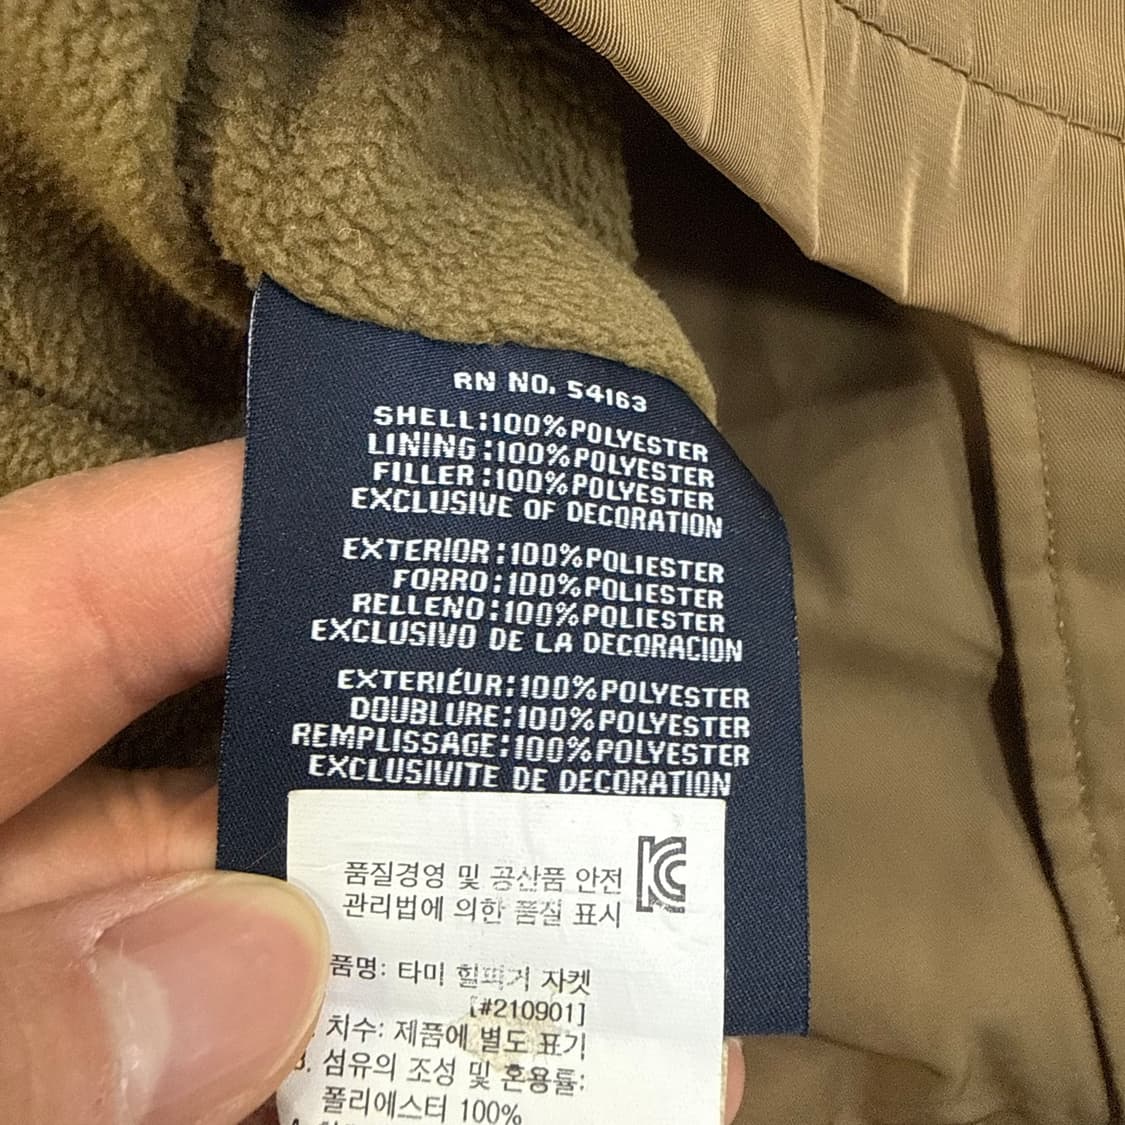 RN NO. 54163
SHELL:100%POLYESTER
LINING:100%POLYESTER
FILLER:100%POLYESTER
EXCLUSIVE OF DECORATION
EXTERIOR:100%POLIESTER
FORRO:100%POLIESTER
RELLENO:100%POLIESTER
EXCLUSIVO DE LA DECORACION
EXTERIÉUR:100%POLYESTER
DOUBLURE:100%POLYESTER
REMPLISSAGE:100%POLYESTER
EXCLUSIVITE DE DECORATION
품질경영 및 공산품 안전
관리법에 의한 품질 표시
KC
품명: 타미 힐피거 자켓
[#210901]
치수: 제품에 별도 표기
3. 섬유의 조성 및 혼용률:
폴리에스터 100%